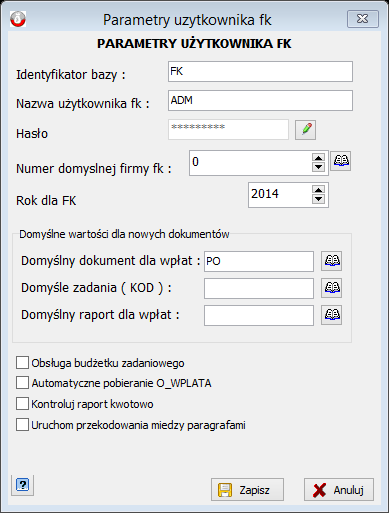 Parametry uzytkownika fk
PARAMETRY UŻYTKOWNIKA FK
Identyfikator bazy : FK
Nazwa użytkownika fk : ADM
Hasło *********
Numer domyslnej firmy fk : 0
Rok dla FK 2014
Domyślne wartości dla nowych dokumentów
Domyślny dokument dla wpłat : PO
Domyśle zadania ( KOD ) :
Domyślny raport dla wpłat :
Obsługa budżetku zadaniowego
Automatyczne pobieranie O_WPLATA
Kontroluj raport kwotowo
Uruchom przekodowania miedzy paragrafami
? Zapisz Anuluj